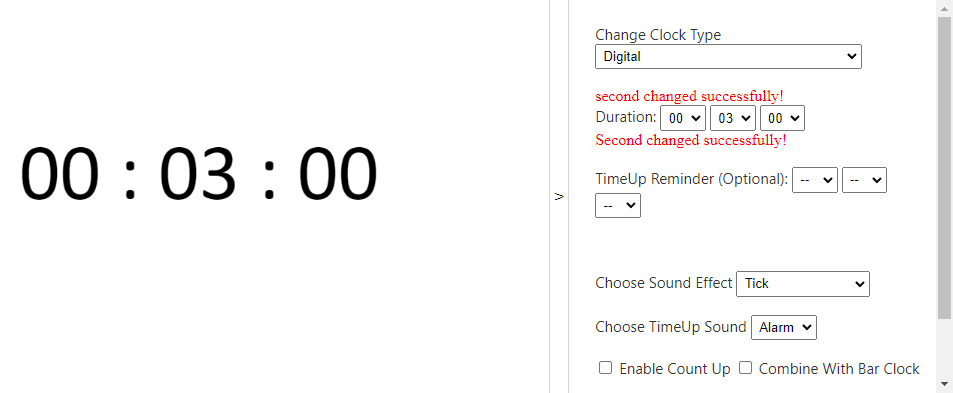 00 : 03 : 00
>
Change Clock Type
Digital
second changed successfully!
Duration: 00 03 00
Second changed successfully!
TimeUp Reminder (Optional): -- --
--
Choose Sound Effect Tick
Choose TimeUp Sound Alarm
Enable Count Up Combine With Bar Clock